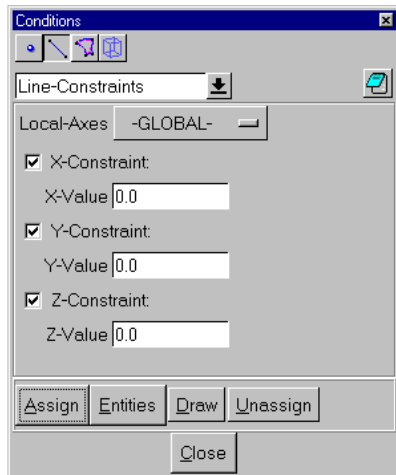 Conditions
Line-Constraints
Local-Axes -GLOBAL-
X-Constraint:
X-Value 0.0
Y-Constraint:
Y-Value 0.0
Z-Constraint:
Z-Value 0.0
Assign Entities Draw Unassign
Close